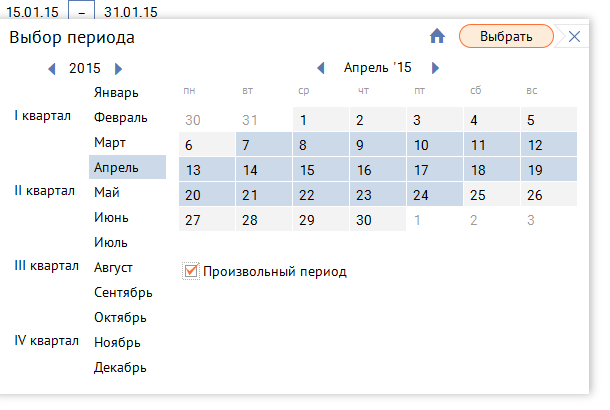 15.01.15 – 31.01.15
Выбор периода Выбрать
2015 Апрель '15
пн вт ср чт пт сб вс
Январь
I квартал Февраль
Март
Апрель
II квартал Май
Июнь
Июль
III квартал Август
Сентябрь
Октябрь
IV квартал Ноябрь
Декабрь
30 31 1 2 3 4 5
6 7 8 9 10 11 12
13 14 15 16 17 18 19
20 21 22 23 24 25 26
27 28 29 30 1 2 3
Произвольный период